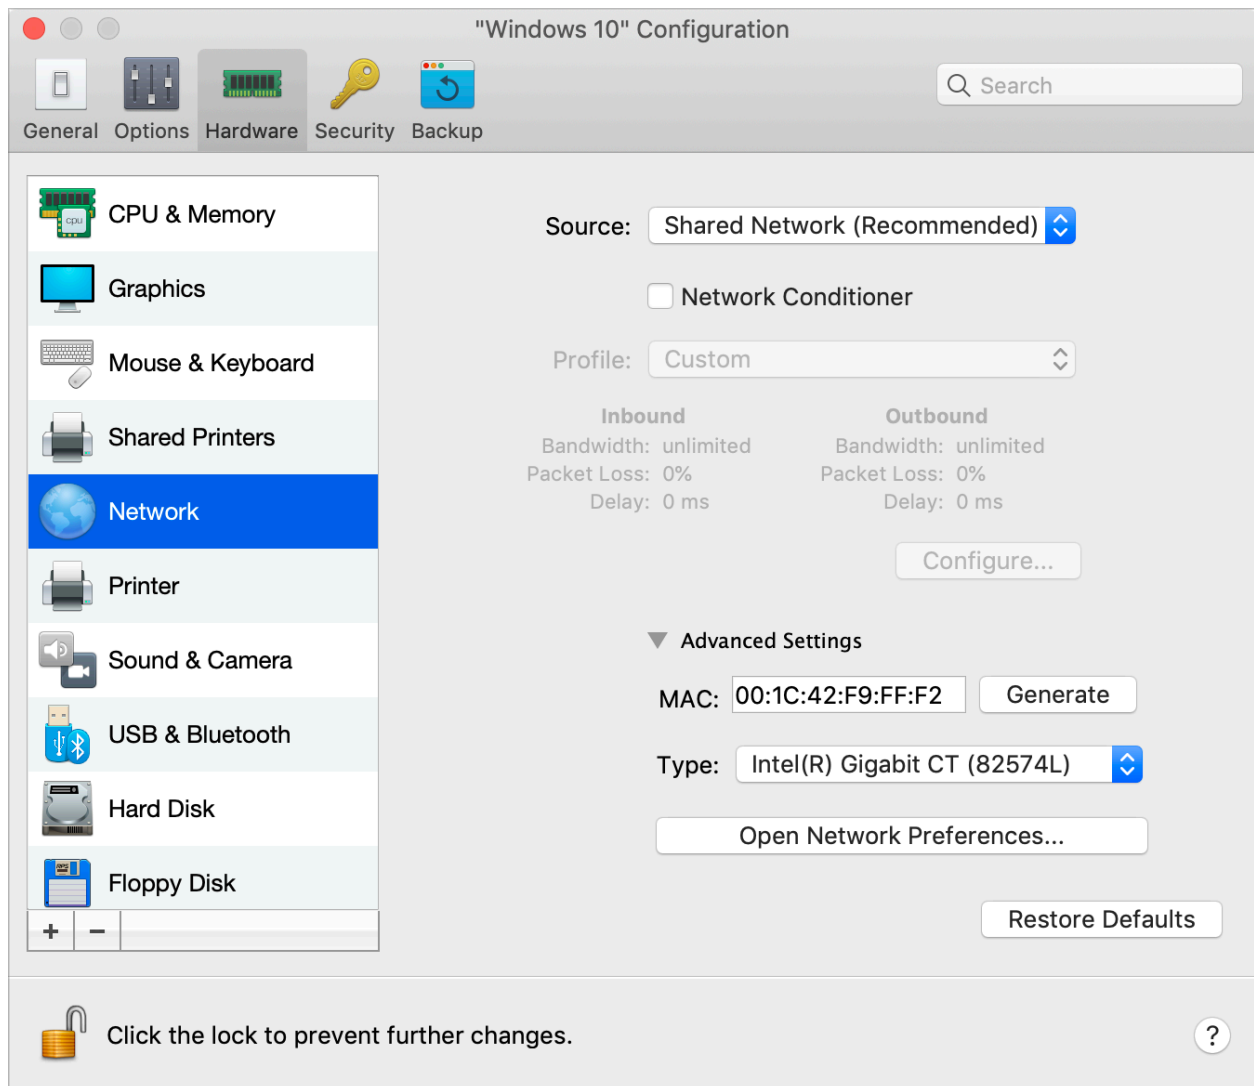 "Windows 10" Configuration
General Options Hardware Security Backup
Search
CPU & Memory
Graphics
Mouse & Keyboard
Shared Printers
Network
Printer
Sound & Camera
USB & Bluetooth
Hard Disk
Floppy Disk
+ −
Source: Shared Network (Recommended)
Network Conditioner
Profile: Custom
Inbound Outbound
Bandwidth: unlimited Bandwidth: unlimited
Packet Loss: 0% Packet Loss: 0%
Delay: 0 ms Delay: 0 ms
Configure...
Advanced Settings
MAC: 00:1C:42:F9:FF:F2 Generate
Type: Intel(R) Gigabit CT (82574L)
Open Network Preferences...
Restore Defaults
Click the lock to prevent further changes.
?